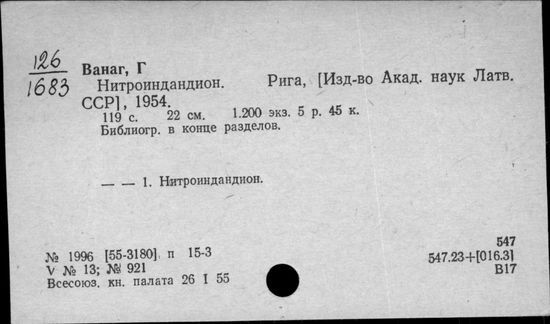 126
1683
Ванаг, Г
Нитроиндандион. Рига, [Изд-во Акад. наук Латв.
ССР], 1954.
119 с. 22 см. 1.200 экз. 5 р. 45 к.
Библиогр. в конце разделов.
— — 1. Нитроиндандион.
547
№ 1996 [55-3180] п 15-3
547.23+[016.3]
V № 13; № 921
В17
Всесоюз. кн. палата 26 I 55